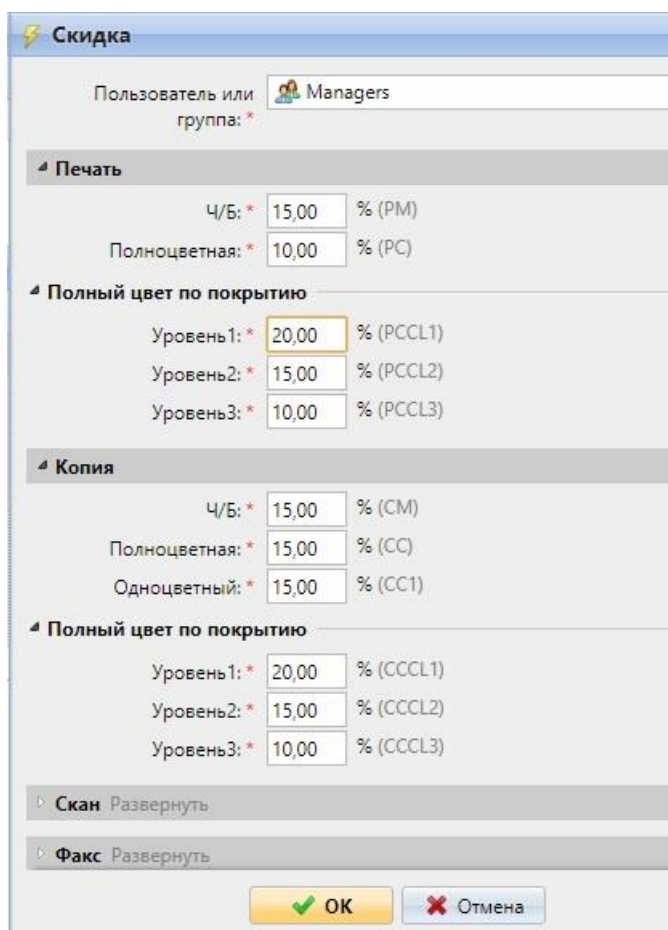 Скидка
Пользователь или группа: * Managers
Печать
Ч/Б: * 15,00 % (PM)
Полноцветная: * 10,00 % (PC)
Полный цвет по покрытию
Уровень1: * 20,00 % (PCCL1)
Уровень2: * 15,00 % (PCCL2)
Уровень3: * 10,00 % (PCCL3)
Копия
Ч/Б: * 15,00 % (CM)
Полноцветная: * 15,00 % (CC)
Одноцветный: * 15,00 % (CC1)
Полный цвет по покрытию
Уровень1: * 20,00 % (CCCL1)
Уровень2: * 15,00 % (CCCL2)
Уровень3: * 10,00 % (CCCL3)
Скан Развернуть
Факс Развернуть
OK Отмена